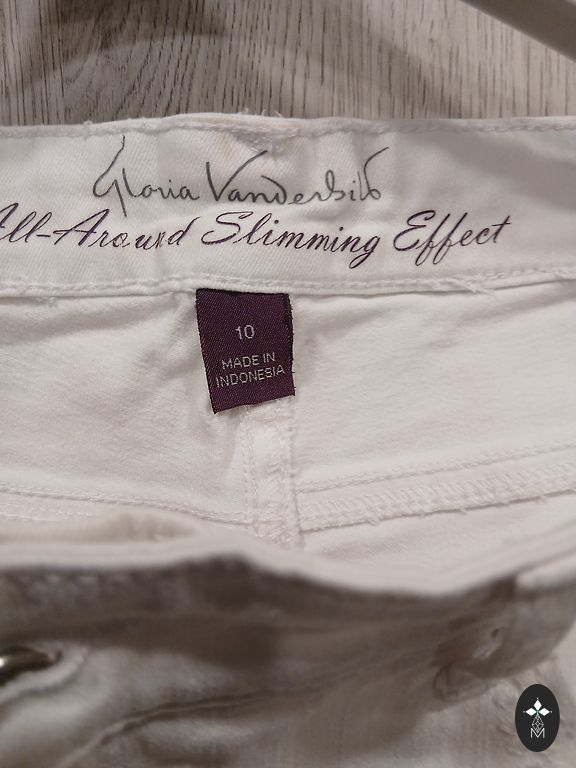 Gloria Vanderbilt
All-Around Slimming Effect
10
MADE IN
INDONESIA
M